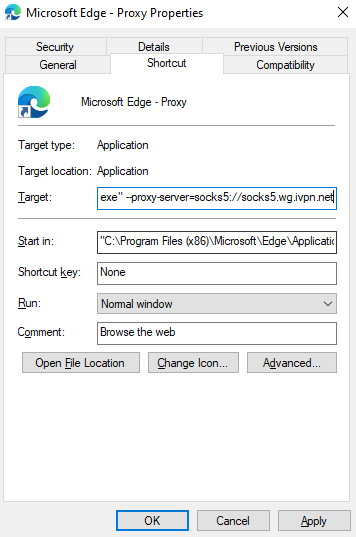 Microsoft Edge - Proxy Properties
Security Details Previous Versions
General Shortcut Compatibility
Microsoft Edge - Proxy
Target type: Application
Target location: Application
Target: exe" --proxy-server=socks5://socks5.wg.ivpn.net
Start in: "C:\Program Files (x86)\Microsoft\Edge\Applicatio
Shortcut key: None
Run: Normal window
Comment: Browse the web
Open File Location Change Icon... Advanced...
OK Cancel Apply